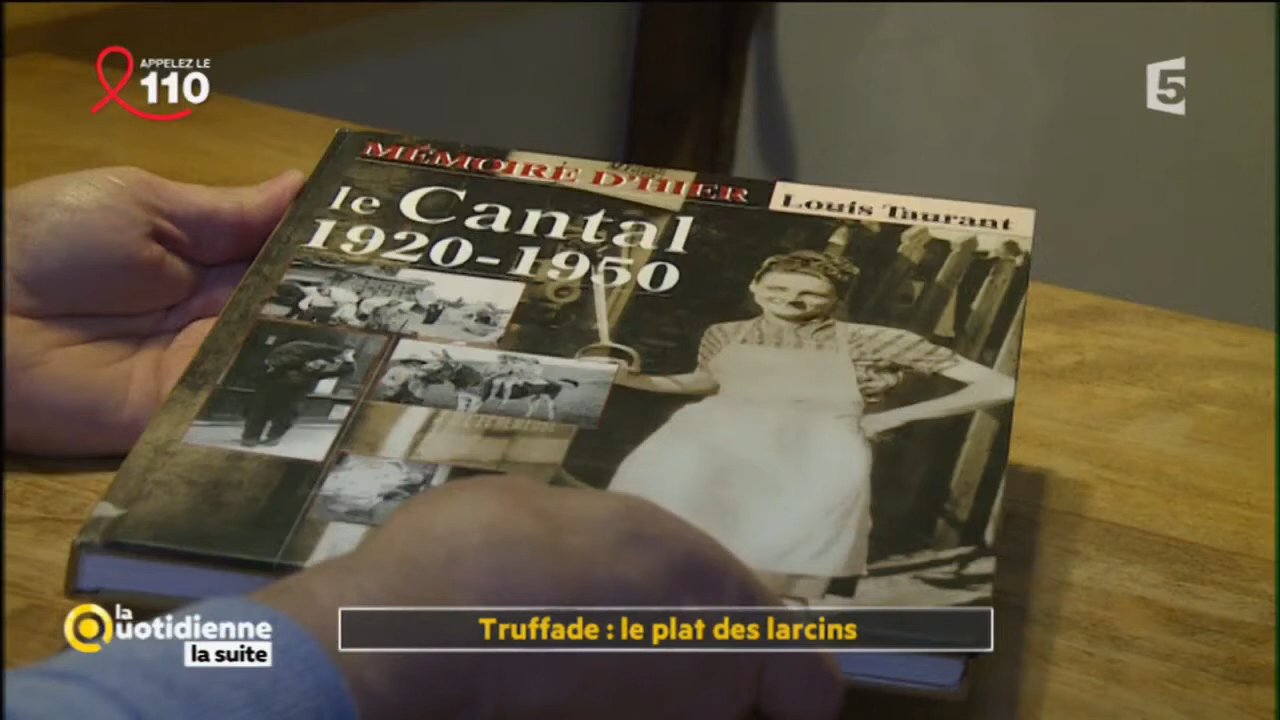 APPELEZ LE
110
5
MÉMOIRE D'HIER
Louis Taurant
le Cantal
1920-1950
la
Quotidienne
la suite
Truffade : le plat des larcins